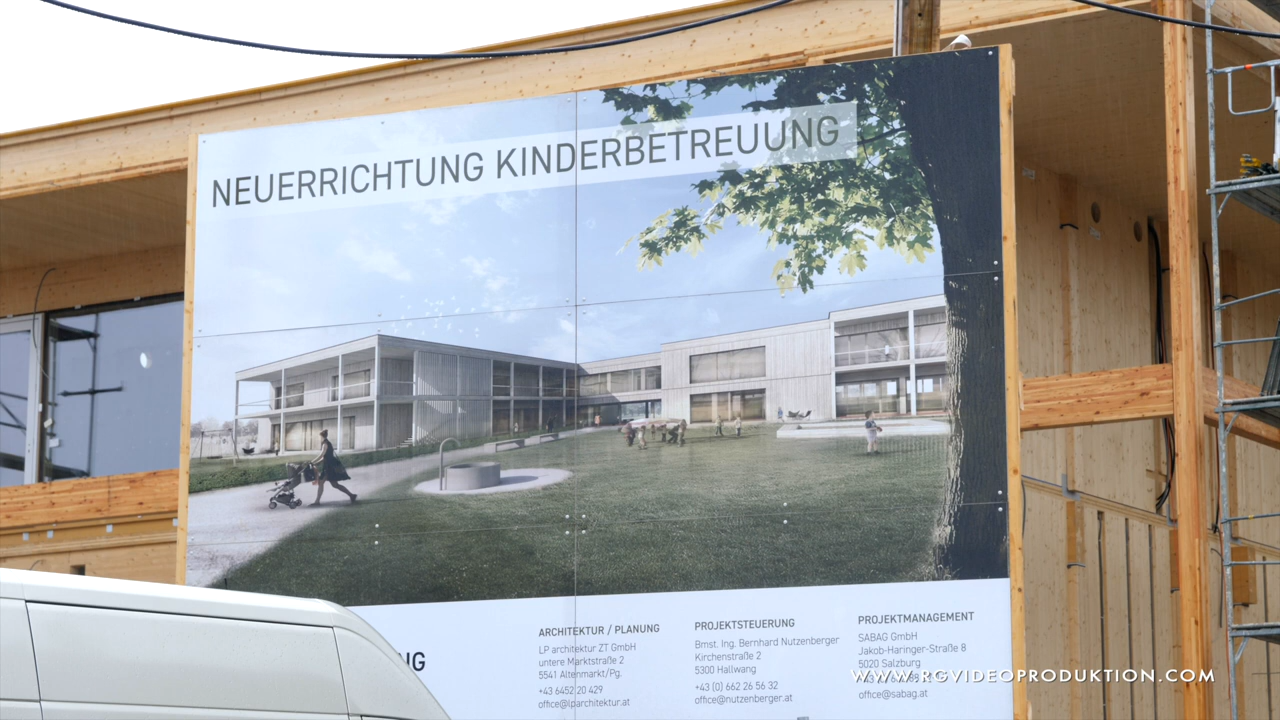 NEUERRICHTUNG KINDERBETREUUNG
ARCHITEKTUR / PLANUNG
LP architektur ZT GmbH
untere Marktstraße 2
5541 Altenmarkt/Pg.
+43 6452 20 429
office@lparchitektur.at
PROJEKTSTEUERUNG
Bmst. Ing. Bernhard Nutzenberger
Kirchenstraße 2
5300 Hallwang
+43 (0) 662 26 56 32
office@nutzenberger.at
PROJEKTMANAGEMENT
SABAG GmbH
Jakob-Haringer-Straße 8
5020 Salzburg
office@sabag.at
WWW.RGVIDEOPRODUKTION.COM